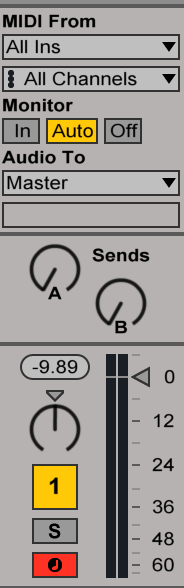 MIDI From
All Ins
All Channels
Monitor
In Auto Off
Audio To
Master
Sends
A
B
-9.89
0
12
1
24
36
S
48
60